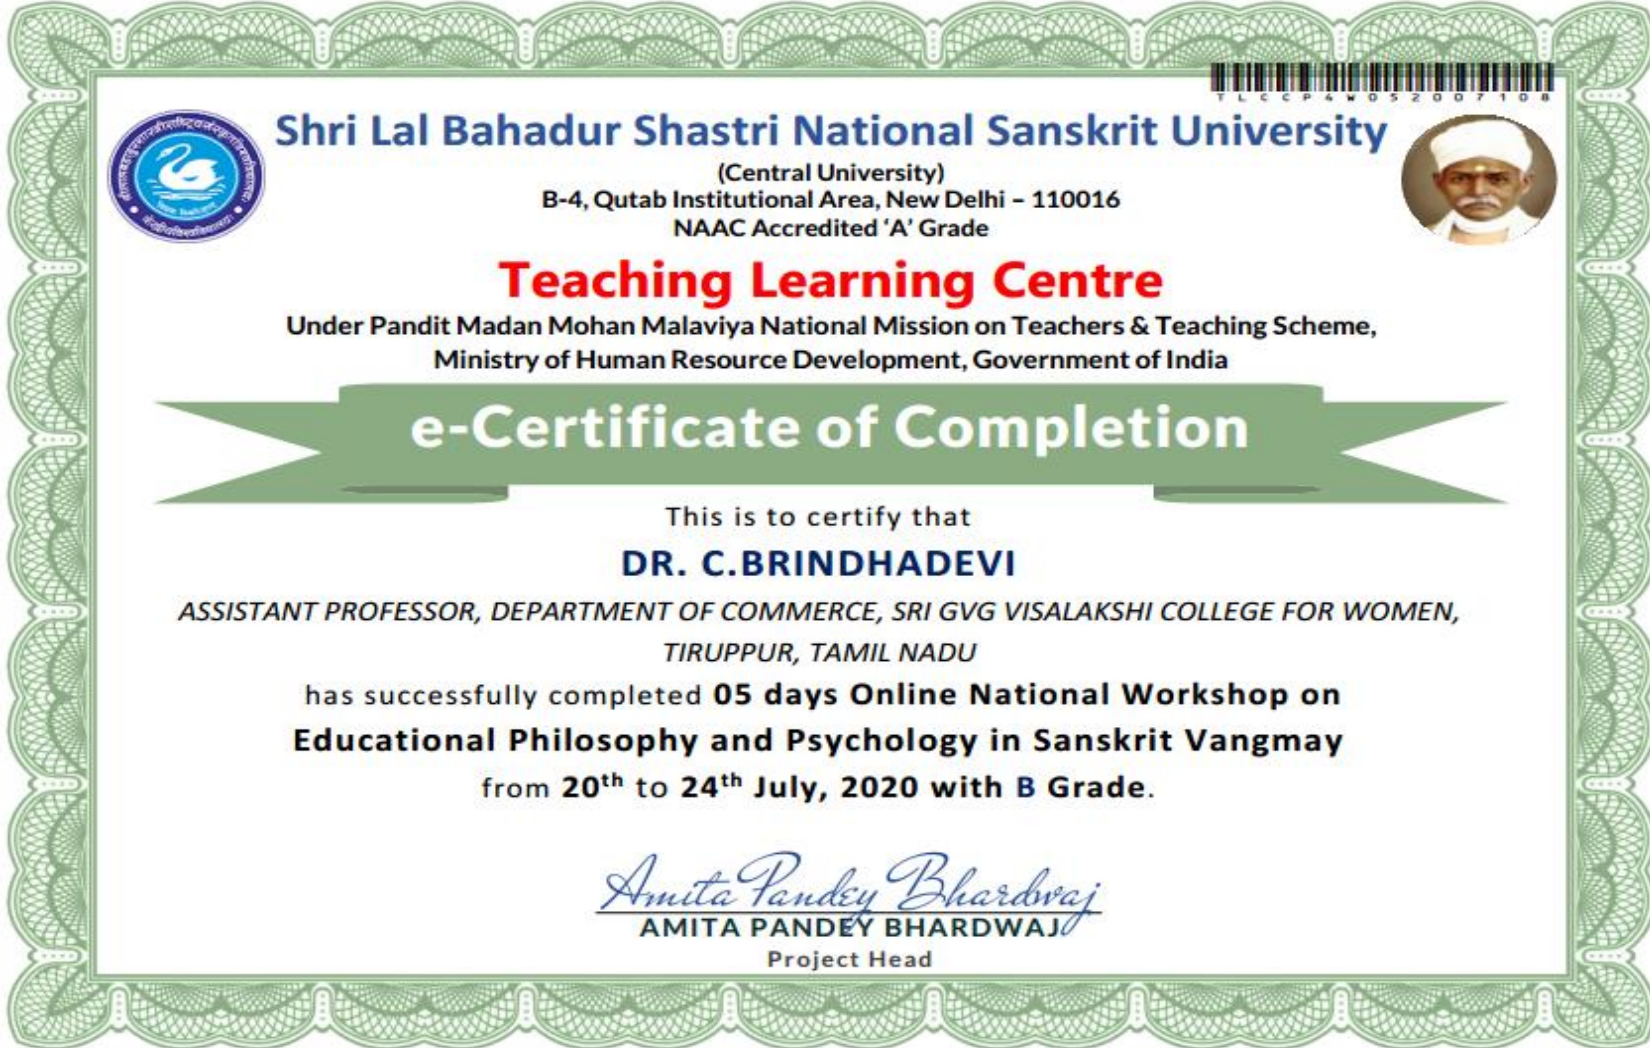 TLCCP4W052007108
Shri Lal Bahadur Shastri National Sanskrit University
(Central University)
B-4, Qutab Institutional Area, New Delhi – 110016
NAAC Accredited ‘A’ Grade
Teaching Learning Centre
Under Pandit Madan Mohan Malaviya National Mission on Teachers & Teaching Scheme,
Ministry of Human Resource Development, Government of India
e-Certificate of Completion
This is to certify that
DR. C.BRINDHADEVI
ASSISTANT PROFESSOR, DEPARTMENT OF COMMERCE, SRI GVG VISALAKSHI COLLEGE FOR WOMEN,
TIRUPPUR, TAMIL NADU
has successfully completed 05 days Online National Workshop on
Educational Philosophy and Psychology in Sanskrit Vangmay
from 20th to 24th July, 2020 with B Grade.
Amita Pandey Bhardwaj
AMITA PANDEY BHARDWAJ
Project Head